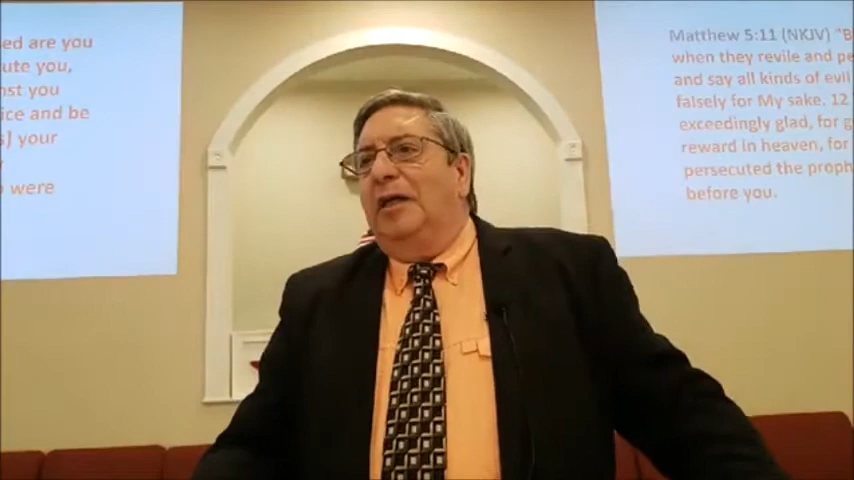 ed are you
ute you,
nst you
ice and be
s] your
o were
Matthew 5:11 (NKJV) "B
when they revile and pe
and say all kinds of evil
falsely for My sake. 12
exceedingly glad, for g
reward in heaven, for
persecuted the proph
before you.